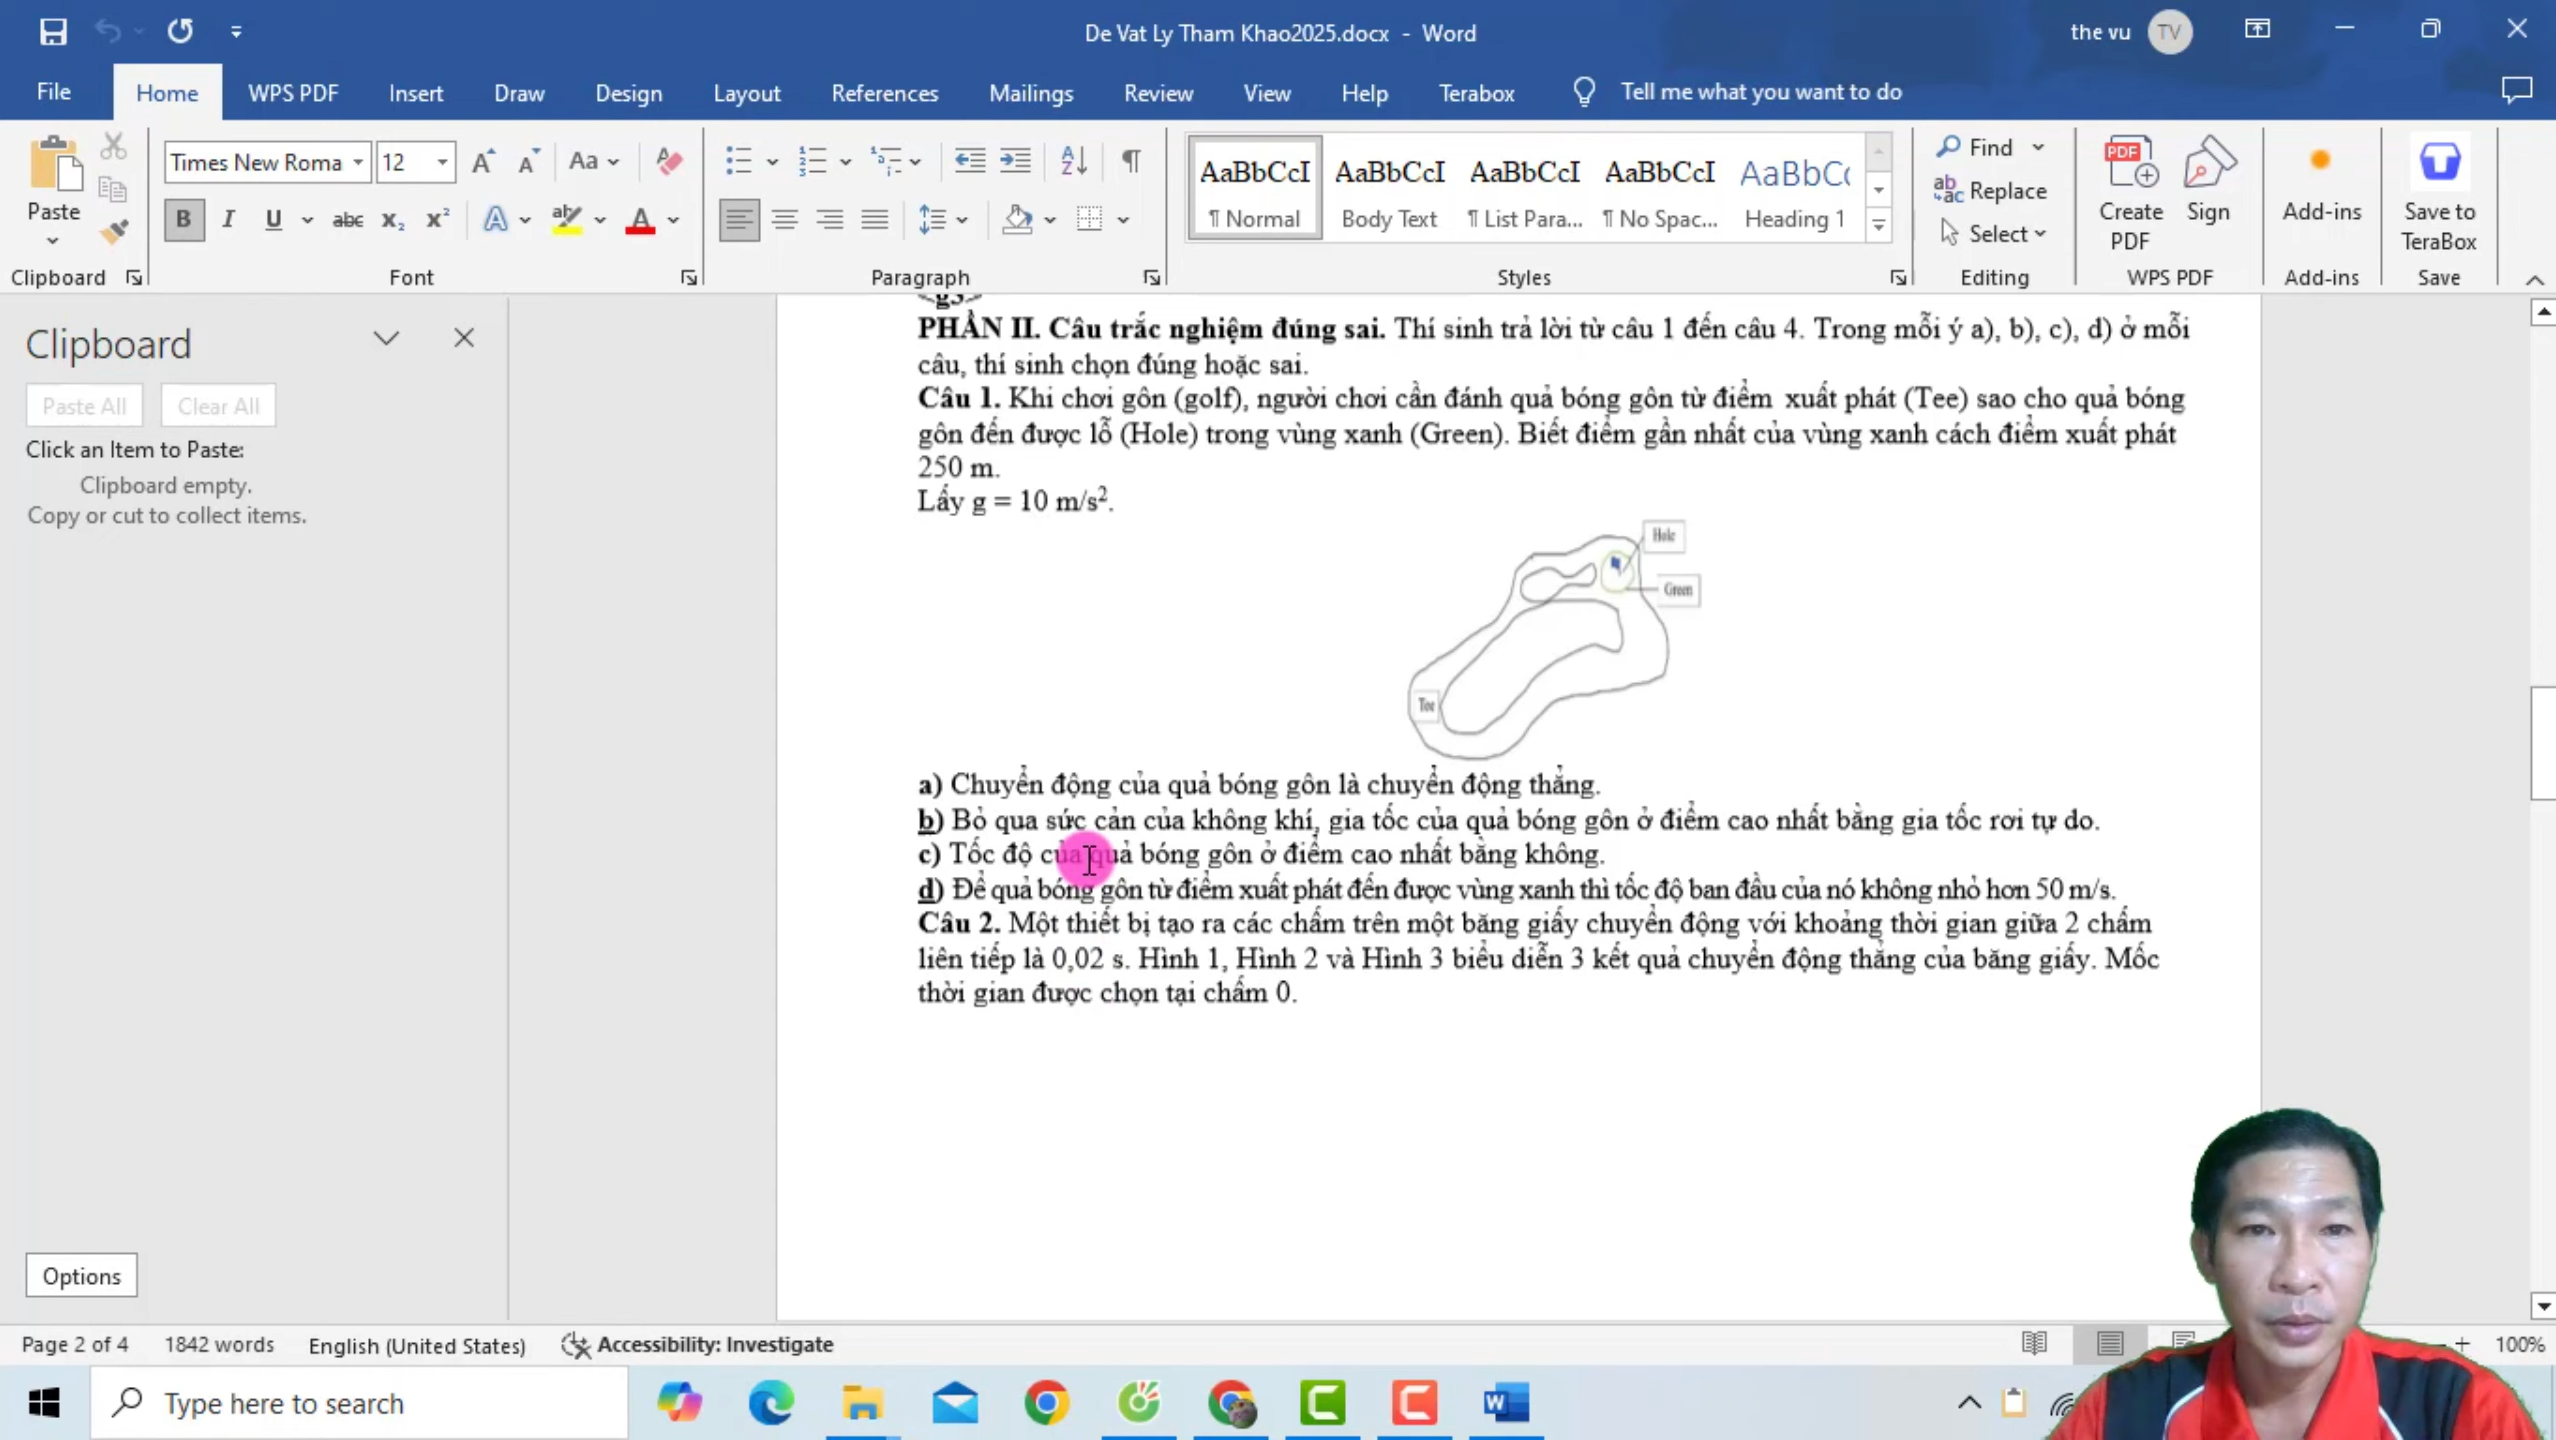 De Vat Ly Tham Khao2025.docx - Word
the vu
TV
File
Home
WPS PDF
Insert
Draw
Design
Layout
References
Mailings
Review
View
Help
Terabox
Tell me what you want to do
Paste
Clipboard
Times New Roma
12
Aa
B
I
U
abc
Font
Paragraph
AaBbCcI
¶ Normal
AaBbCcI
Body Text
AaBbCcI
¶ List Para...
AaBbCcI
¶ No Spac...
AaBbCc
Heading 1
Styles
Find
Replace
Select
Editing
Create PDF
Sign
WPS PDF
Add-ins
Add-ins
Save to TeraBox
Save
Clipboard
Paste All
Clear All
Click an Item to Paste:
Clipboard empty.
Copy or cut to collect items.
Options
<g3>
PHẦN II. Câu trắc nghiệm đúng sai. Thí sinh trả lời từ câu 1 đến câu 4. Trong mỗi ý a), b), c), d) ở mỗi
câu, thí sinh chọn đúng hoặc sai.
Câu 1. Khi chơi gôn (golf), người chơi cần đánh quả bóng gôn từ điểm xuất phát (Tee) sao cho quả bóng
gôn đến được lỗ (Hole) trong vùng xanh (Green). Biết điểm gần nhất của vùng xanh cách điểm xuất phát
250 m.
Lấy g = 10 m/s².
Hole
Green
Tee
a) Chuyển động của quả bóng gôn là chuyển động thẳng.
b) Bỏ qua sức cản của không khí, gia tốc của quả bóng gôn ở điểm cao nhất bằng gia tốc rơi tự do.
c) Tốc độ của quả bóng gôn ở điểm cao nhất bằng không.
d) Để quả bóng gôn từ điểm xuất phát đến được vùng xanh thì tốc độ ban đầu của nó không nhỏ hơn 50 m/s.
Câu 2. Một thiết bị tạo ra các chấm trên một băng giấy chuyển động với khoảng thời gian giữa 2 chấm
liên tiếp là 0,02 s. Hình 1, Hình 2 và Hình 3 biểu diễn 3 kết quả chuyển động thẳng của băng giấy. Mốc
thời gian được chọn tại chấm 0.
Page 2 of 4
1842 words
English (United States)
Accessibility: Investigate
100%
Type here to search